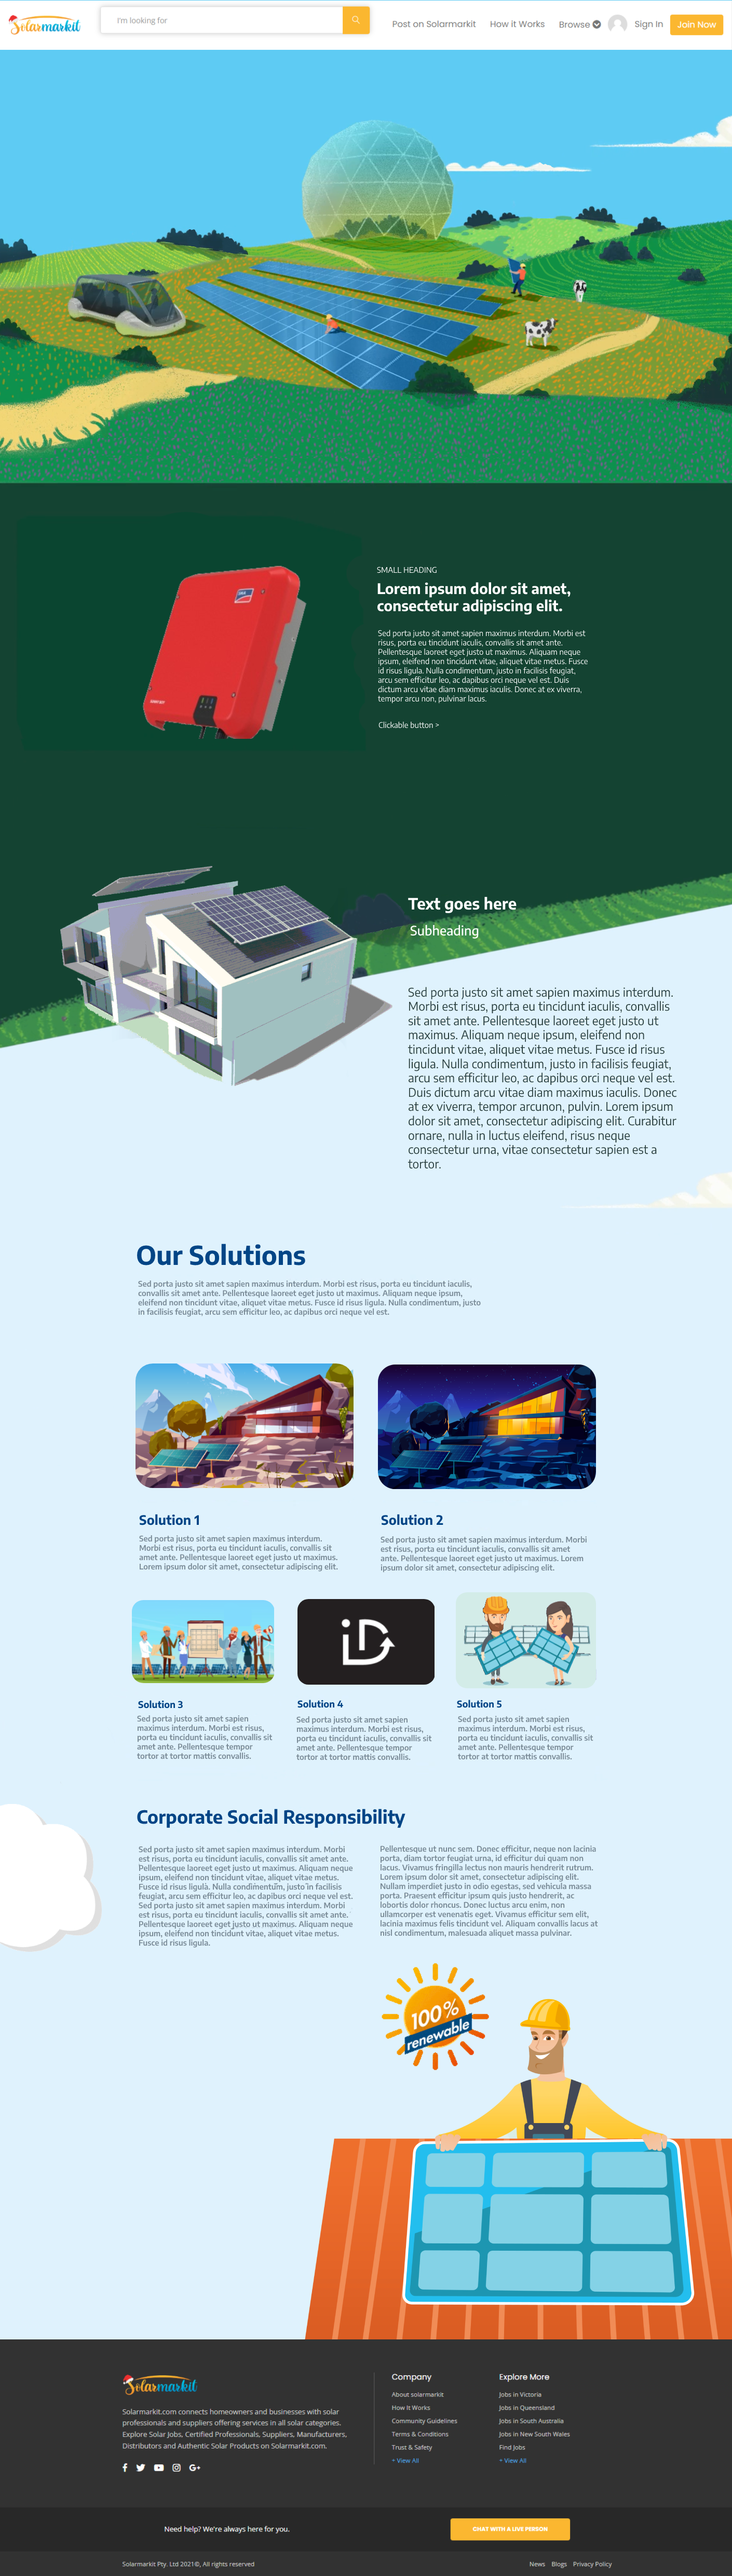 Solarmarkit
I'm looking for
Post on Solarmarkit How it Works Browse Sign In Join Now
SMALL HEADING
Lorem ipsum dolor sit amet,
consectetur adipiscing elit.
Sed porta justo sit amet sapien maximus interdum. Morbi est
risus, porta eu tincidunt iaculis, convallis sit amet ante.
Pellentesque laoreet eget justo ut maximus. Aliquam neque
ipsum, eleifend non tincidunt vitae, aliquet vitae metus. Fusce
id risus ligula. Nulla condimentum, justo in facilisis feugiat,
arcu sem efficitur leo, ac dapibus orci neque vel est. Duis
dictum arcu vitae diam maximus iaculis. Donec at ex viverra,
tempor arcu non, pulvinar lacus.
Clickable button >
Text goes here
Subheading
Sed porta justo sit amet sapien maximus interdum.
Morbi est risus, porta eu tincidunt iaculis, convallis
sit amet ante. Pellentesque laoreet eget justo ut
maximus. Aliquam neque ipsum, eleifend non
tincidunt vitae, aliquet vitae metus. Fusce id risus
ligula. Nulla condimentum, justo in facilisis feugiat,
arcu sem efficitur leo, ac dapibus orci neque vel est.
Duis dictum arcu vitae diam maximus iaculis. Donec
at ex viverra, tempor arcunon, pulvin. Lorem ipsum
dolor sit amet, consectetur adipiscing elit. Curabitur
ornare, nulla in luctus eleifend, risus neque
consectetur urna, vitae consectetur sapien est a
tortor.
Our Solutions
Sed porta justo sit amet sapien maximus interdum. Morbi est risus, porta eu tincidunt iaculis,
convallis sit amet ante. Pellentesque laoreet eget justo ut maximus. Aliquam neque ipsum,
eleifend non tincidunt vitae, aliquet vitae metus. Fusce id risus ligula. Nulla condimentum, justo
in facilisis feugiat, arcu sem efficitur leo, ac dapibus orci neque vel est.
Solution 1
Sed porta justo sit amet sapien maximus interdum.
Morbi est risus, porta eu tincidunt iaculis, convallis sit
amet ante. Pellentesque laoreet eget justo ut maximus.
Lorem ipsum dolor sit amet, consectetur adipiscing elit.
Solution 2
Sed porta justo sit amet sapien maximus interdum. Morbi
est risus, porta eu tincidunt iaculis, convallis sit amet
ante. Pellentesque laoreet eget justo ut maximus. Lorem
ipsum dolor sit amet, consectetur adipiscing elit.
iD
Solution 3
Sed porta justo sit amet sapien
maximus interdum. Morbi est risus,
porta eu tincidunt iaculis, convallis sit
amet ante. Pellentesque tempor
tortor at tortor mattis convallis.
Solution 4
Sed porta justo sit amet sapien
maximus interdum. Morbi est risus,
porta eu tincidunt iaculis, convallis sit
amet ante. Pellentesque tempor
tortor at tortor mattis convallis.
Solution 5
Sed porta justo sit amet sapien
maximus interdum. Morbi est risus,
porta eu tincidunt iaculis, convallis sit
amet ante. Pellentesque tempor
tortor at tortor mattis convallis.
Corporate Social Responsibility
Sed porta justo sit amet sapien maximus interdum. Morbi
est risus, porta eu tincidunt iaculis, convallis sit amet ante.
Pellentesque laoreet eget justo ut maximus. Aliquam neque
ipsum, eleifend non tincidunt vitae, aliquet vitae metus.
Fusce id risus ligula. Nulla condimentum, justo in facilisis
feugiat, arcu sem efficitur leo, ac dapibus orci neque vel est.
Sed porta justo sit amet sapien maximus interdum. Morbi
est risus, porta eu tincidunt iaculis, convallis sit amet ante.
Pellentesque laoreet eget justo ut maximus. Aliquam neque
ipsum, eleifend non tincidunt vitae, aliquet vitae metus.
Fusce id risus ligula.
Pellentesque ut nunc sem. Donec efficitur, neque non lacinia
porta, diam tortor feugiat urna, id efficitur dui quam non
lacus. Vivamus fringilla lectus non mauris hendrerit rutrum.
Lorem ipsum dolor sit amet, consectetur adipiscing elit.
Nullam imperdiet justo in odio egestas, sed vehicula massa
porta. Praesent efficitur ipsum quis justo hendrerit, ac
lobortis dolor rhoncus. Donec luctus arcu enim, non
ullamcorper est venenatis eget. Vivamus efficitur sem elit,
lacinia maximus felis tincidunt vel. Aliquam convallis lacus at
nisl condimentum, malesuada aliquet massa pulvinar.
100%
renewable
Solarmarkit
Solarmarkit.com connects homeowners and businesses with solar
professionals and suppliers offering services in all solar categories.
Explore Solar Jobs, Certified Professionals, Suppliers, Manufacturers,
Distributors and Authentic Solar Products on Solarmarkit.com.
Company
About solarmarkit
How It Works
Community Guidelines
Terms & Conditions
Trust & Safety
+ View All
Explore More
Jobs in Victoria
Jobs in Queensland
Jobs in South Australia
Jobs in New South Wales
Find Jobs
+ View All
Need help? We're always here for you.
CHAT WITH A LIVE PERSON
Solarmarkit Pty. Ltd 2021©, All rights reserved
News Blogs Privacy Policy